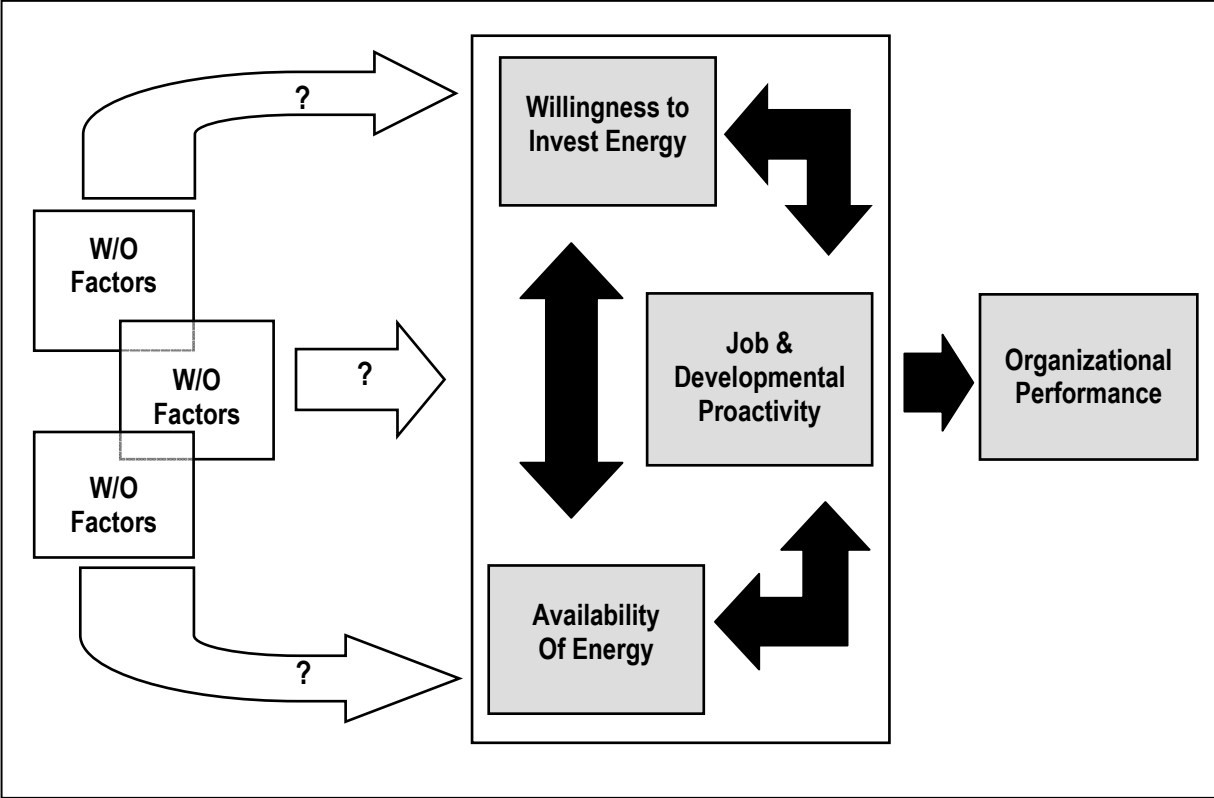 ?
Willingness to
Invest Energy
W/O
Factors
W/O
Factors
W/O
Factors
?
Job &
Developmental
Proactivity
Organizational
Performance
Availability
Of Energy
?